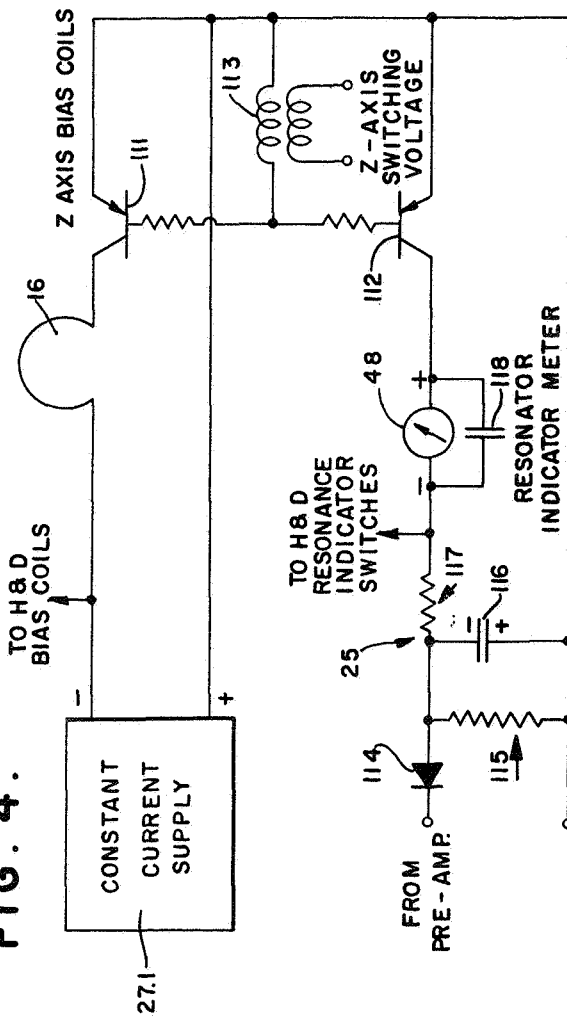 FIG. 4.
CONSTANT
CURRENT
SUPPLY
27.1
-
+
TO H & D
BIAS COILS
16
Z AXIS BIAS COILS
111
113
Z-AXIS
SWITCHING
VOLTAGE
112
FROM
PRE-AMP.
114
115
25
116
-
+
117
TO H & D
RESONANCE
INDICATOR
SWITCHES
-
48
+
118
RESONATOR
INDICATOR METER